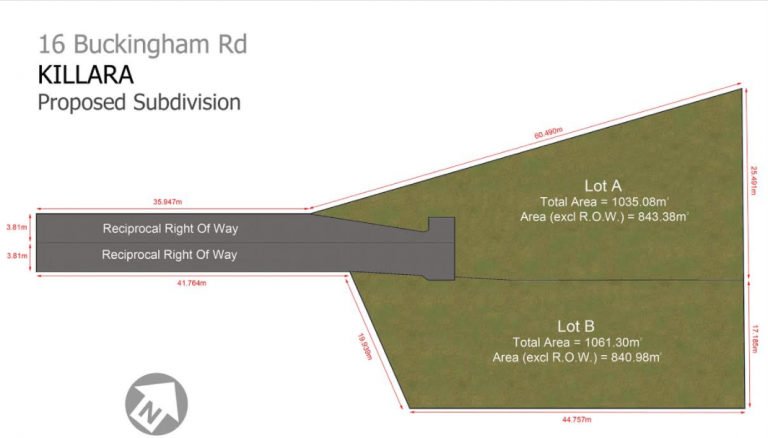 16 Buckingham Rd
KILLARA
Proposed Subdivision
60.490m
25.491m
Lot A
Total Area = 1035.08m²
Area (excl R.O.W.) = 843.38m²
35.947m
3.81m
Reciprocal Right Of Way
3.81m
Reciprocal Right Of Way
41.764m
19.939m
Lot B
Total Area = 1061.30m²
Area (excl R.O.W.) = 840.98m²
17.185m
44.757m
N